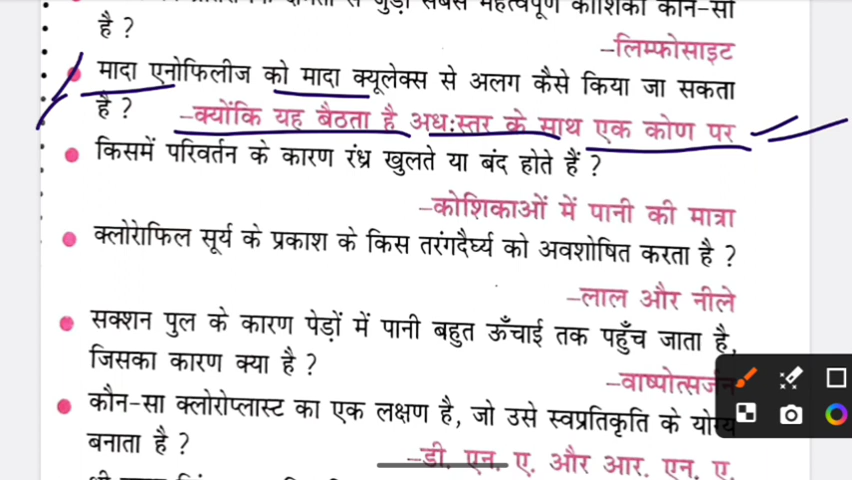 है ?
–लिम्फोसाइट
मादा एनोफिलीज को मादा क्यूलेक्स से अलग कैसे किया जा सकता
है ? –क्योंकि यह बैठता है अधःस्तर के साथ एक कोण पर
किसमें परिवर्तन के कारण रंध्र खुलते या बंद होते हैं ?
–कोशिकाओं में पानी की मात्रा
क्लोरोफिल सूर्य के प्रकाश के किस तरंगदैर्घ्य को अवशोषित करता है ?
–लाल और नीले
सक्शन पुल के कारण पेड़ों में पानी बहुत ऊँचाई तक पहुँच जाता है,
जिसका कारण क्या है ?
–वाष्पोत्सर्जन
कौन-सा क्लोरोप्लास्ट का एक लक्षण है, जो उसे स्वप्रतिकृति के योग्य
बनाता है ?
–डी. एन. ए. और आर. एन. ए.